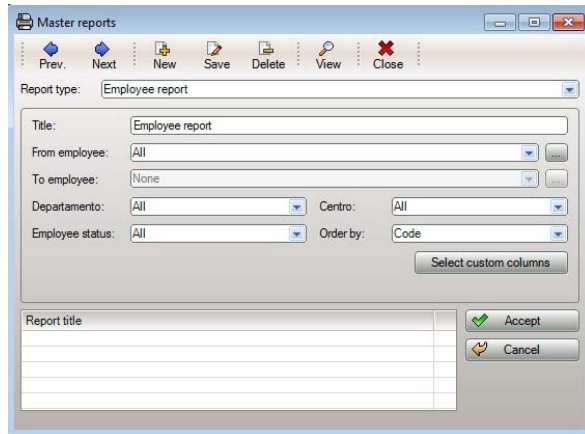 Master reports
Prev. Next New Save Delete View Close
Report type: Employee report
Title: Employee report
From employee: All ...
To employee: None ...
Departamento: All Centro: All
Employee status: All Order by: Code
Select custom columns
Report title
Accept
Cancel